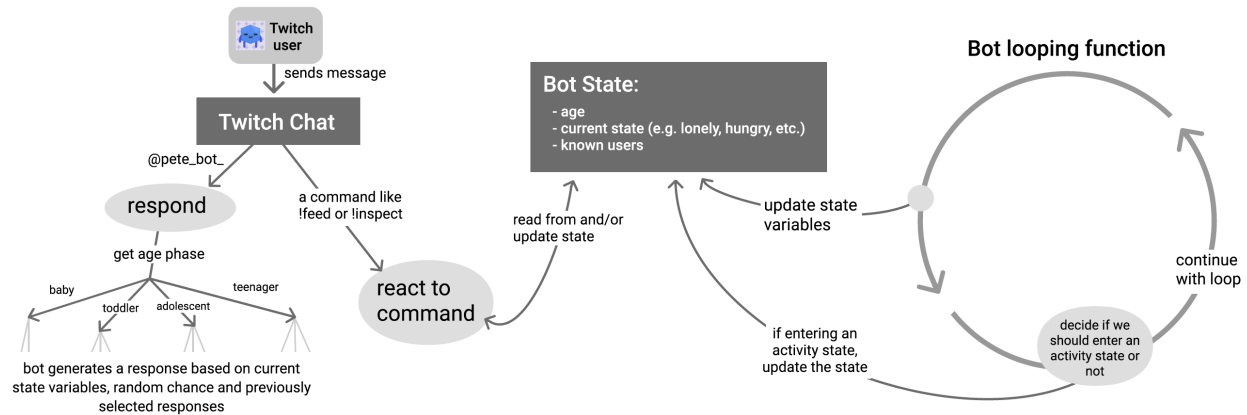 Twitch
user
sends message
Twitch Chat
@pete_bot_
respond
a command like
!feed or !inspect
get age phase
baby
toddler
adolescent
teenager
bot generates a response based on current
state variables, random chance and previously
selected responses
react to
command
Bot State:
- age
- current state (e.g. lonely, hungry, etc.)
- known users
read from and/or
update state
update state
variables
if entering an
activity state,
update the state
Bot looping function
continue
with loop
decide if we
should enter an
activity state or
not